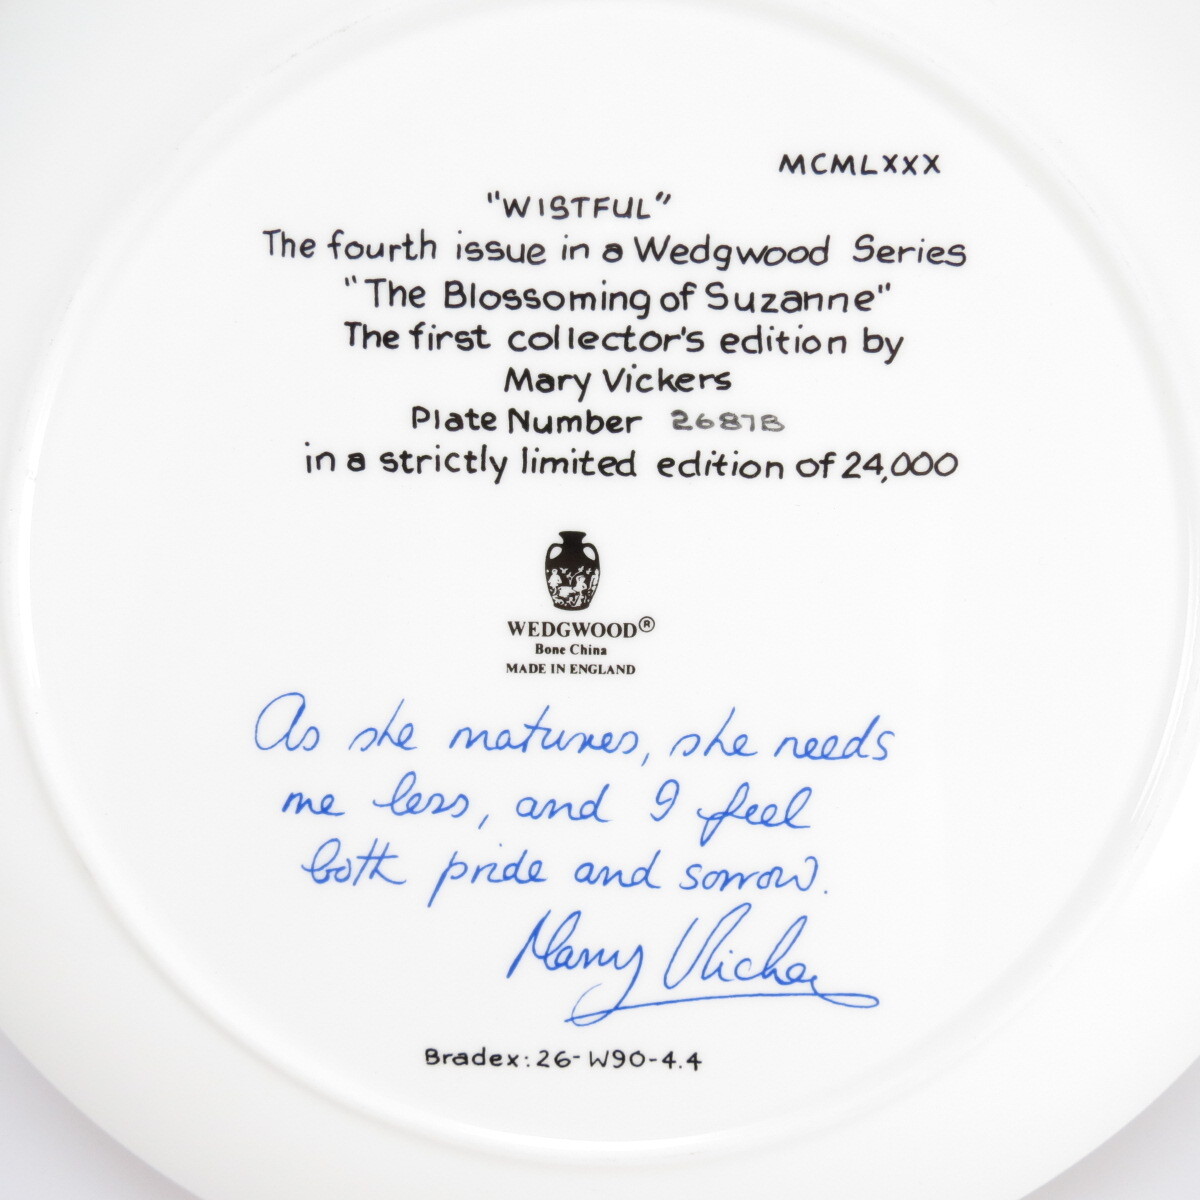 MCMLXXX
"WISTFUL"
The fourth issue in a Wedgwood Series
"The Blossoming of Suzanne"
The first collector's edition by
Mary Vickers
Plate Number 2687B
in a strictly limited edition of 24,000
WEDGWOOD®
Bone China
MADE IN ENGLAND
As she matures, she needs
me less, and I feel
both pride and sorrow.
Mary Vickers
Bradex: 26-W90-4.4